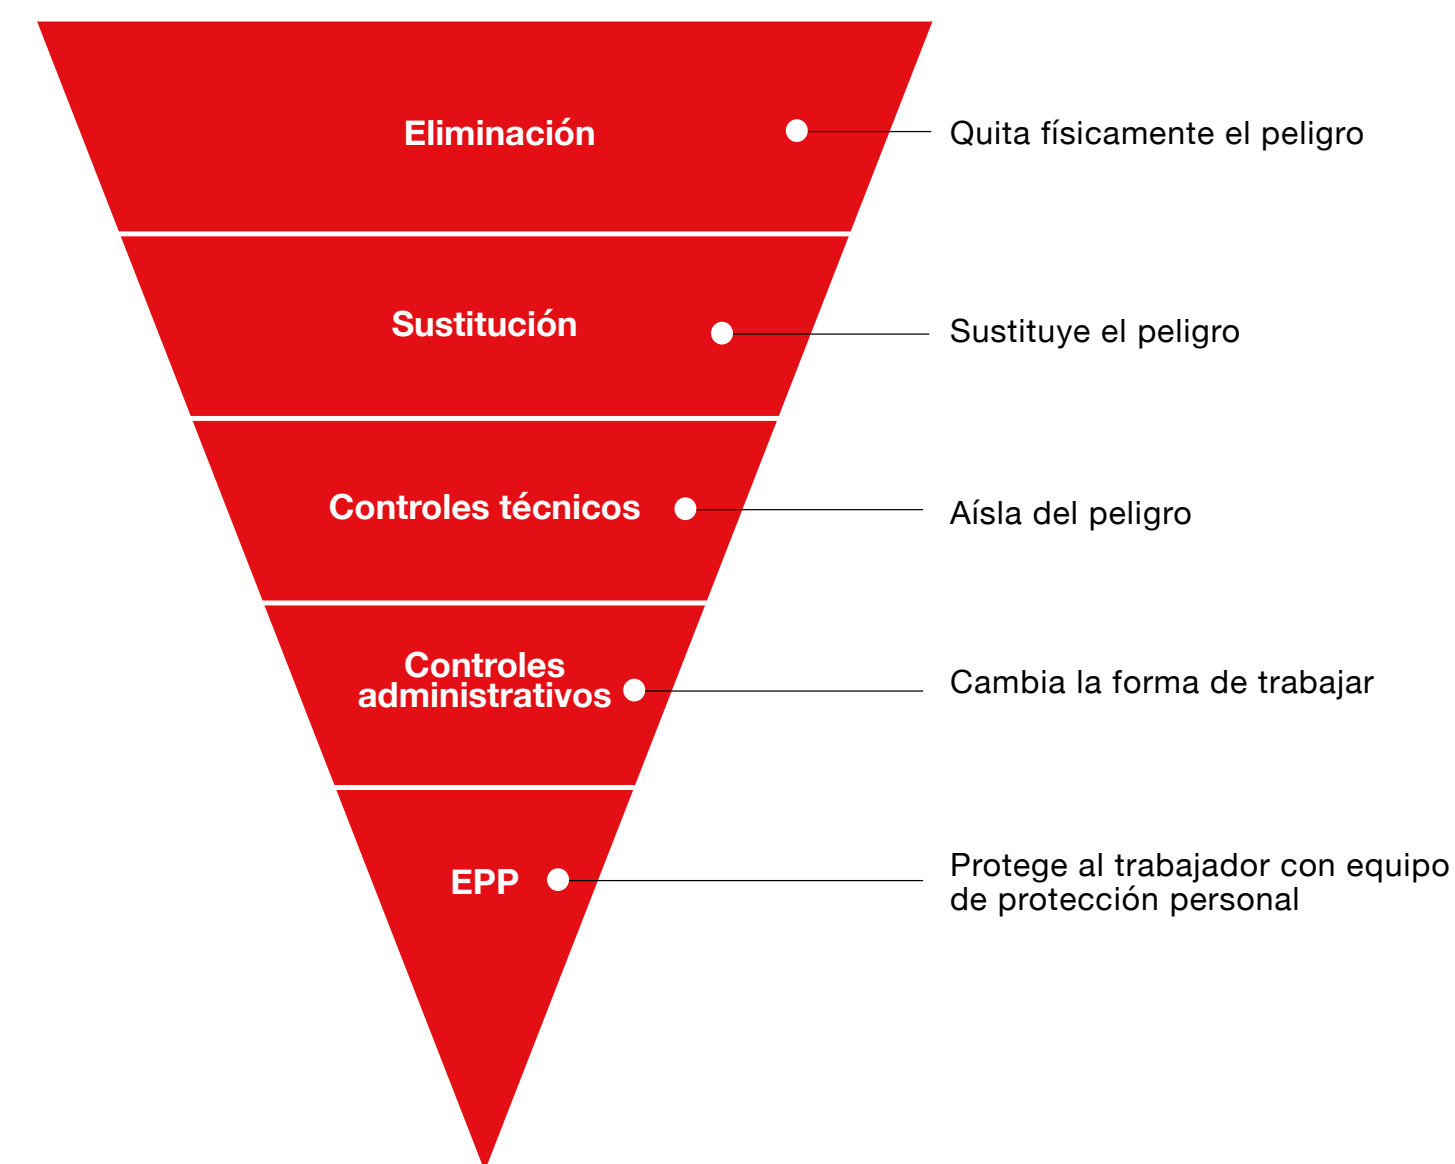 Eliminación
Quita físicamente el peligro
Sustitución
Sustituye el peligro
Controles técnicos
Aísla del peligro
Controles
administrativos
Cambia la forma de trabajar
EPP
Protege al trabajador con equipo
de protección personal